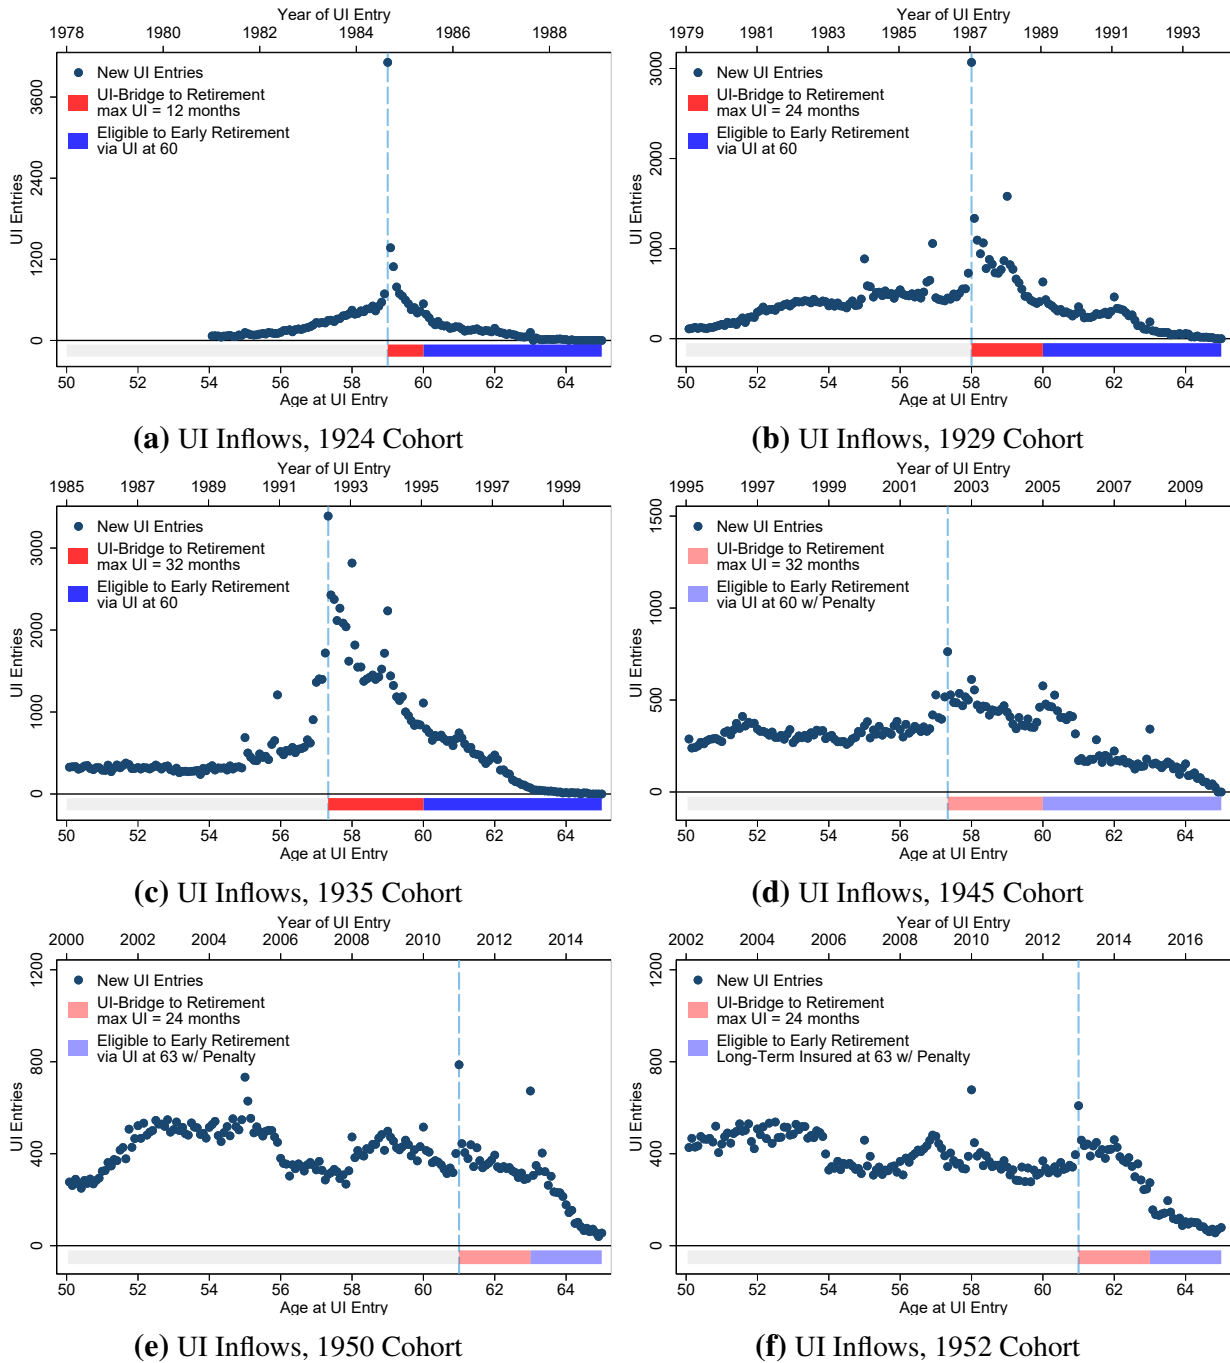 Year of UI Entry
1978 1980 1982 1984 1986 1988
New UI Entries
UI-Bridge to Retirement
max UI = 12 months
Eligible to Early Retirement
via UI at 60
UI Entries
0 1200 2400 3600
50 52 54 56 58 60 62 64
Age at UI Entry
(a) UI Inflows, 1924 Cohort
Year of UI Entry
1979 1981 1983 1985 1987 1989 1991 1993
New UI Entries
UI-Bridge to Retirement
max UI = 24 months
Eligible to Early Retirement
via UI at 60
UI Entries
0 1000 2000 3000
50 52 54 56 58 60 62 64
Age at UI Entry
(b) UI Inflows, 1929 Cohort
Year of UI Entry
1985 1987 1989 1991 1993 1995 1997 1999
New UI Entries
UI-Bridge to Retirement
max UI = 32 months
Eligible to Early Retirement
via UI at 60
UI Entries
0 1000 2000 3000
50 52 54 56 58 60 62 64
Age at UI Entry
(c) UI Inflows, 1935 Cohort
Year of UI Entry
1995 1997 1999 2001 2003 2005 2007 2009
New UI Entries
UI-Bridge to Retirement
max UI = 32 months
Eligible to Early Retirement
via UI at 60 w/ Penalty
UI Entries
0 500 1000 1500
50 52 54 56 58 60 62 64
Age at UI Entry
(d) UI Inflows, 1945 Cohort
Year of UI Entry
2000 2002 2004 2006 2008 2010 2012 2014
New UI Entries
UI-Bridge to Retirement
max UI = 24 months
Eligible to Early Retirement
via UI at 63 w/ Penalty
UI Entries
0 400 800 1200
50 52 54 56 58 60 62 64
Age at UI Entry
(e) UI Inflows, 1950 Cohort
Year of UI Entry
2002 2004 2006 2008 2010 2012 2014 2016
New UI Entries
UI-Bridge to Retirement
max UI = 24 months
Eligible to Early Retirement
Long-Term Insured at 63 w/ Penalty
UI Entries
0 400 800 1200
50 52 54 56 58 60 62 64
Age at UI Entry
(f) UI Inflows, 1952 Cohort